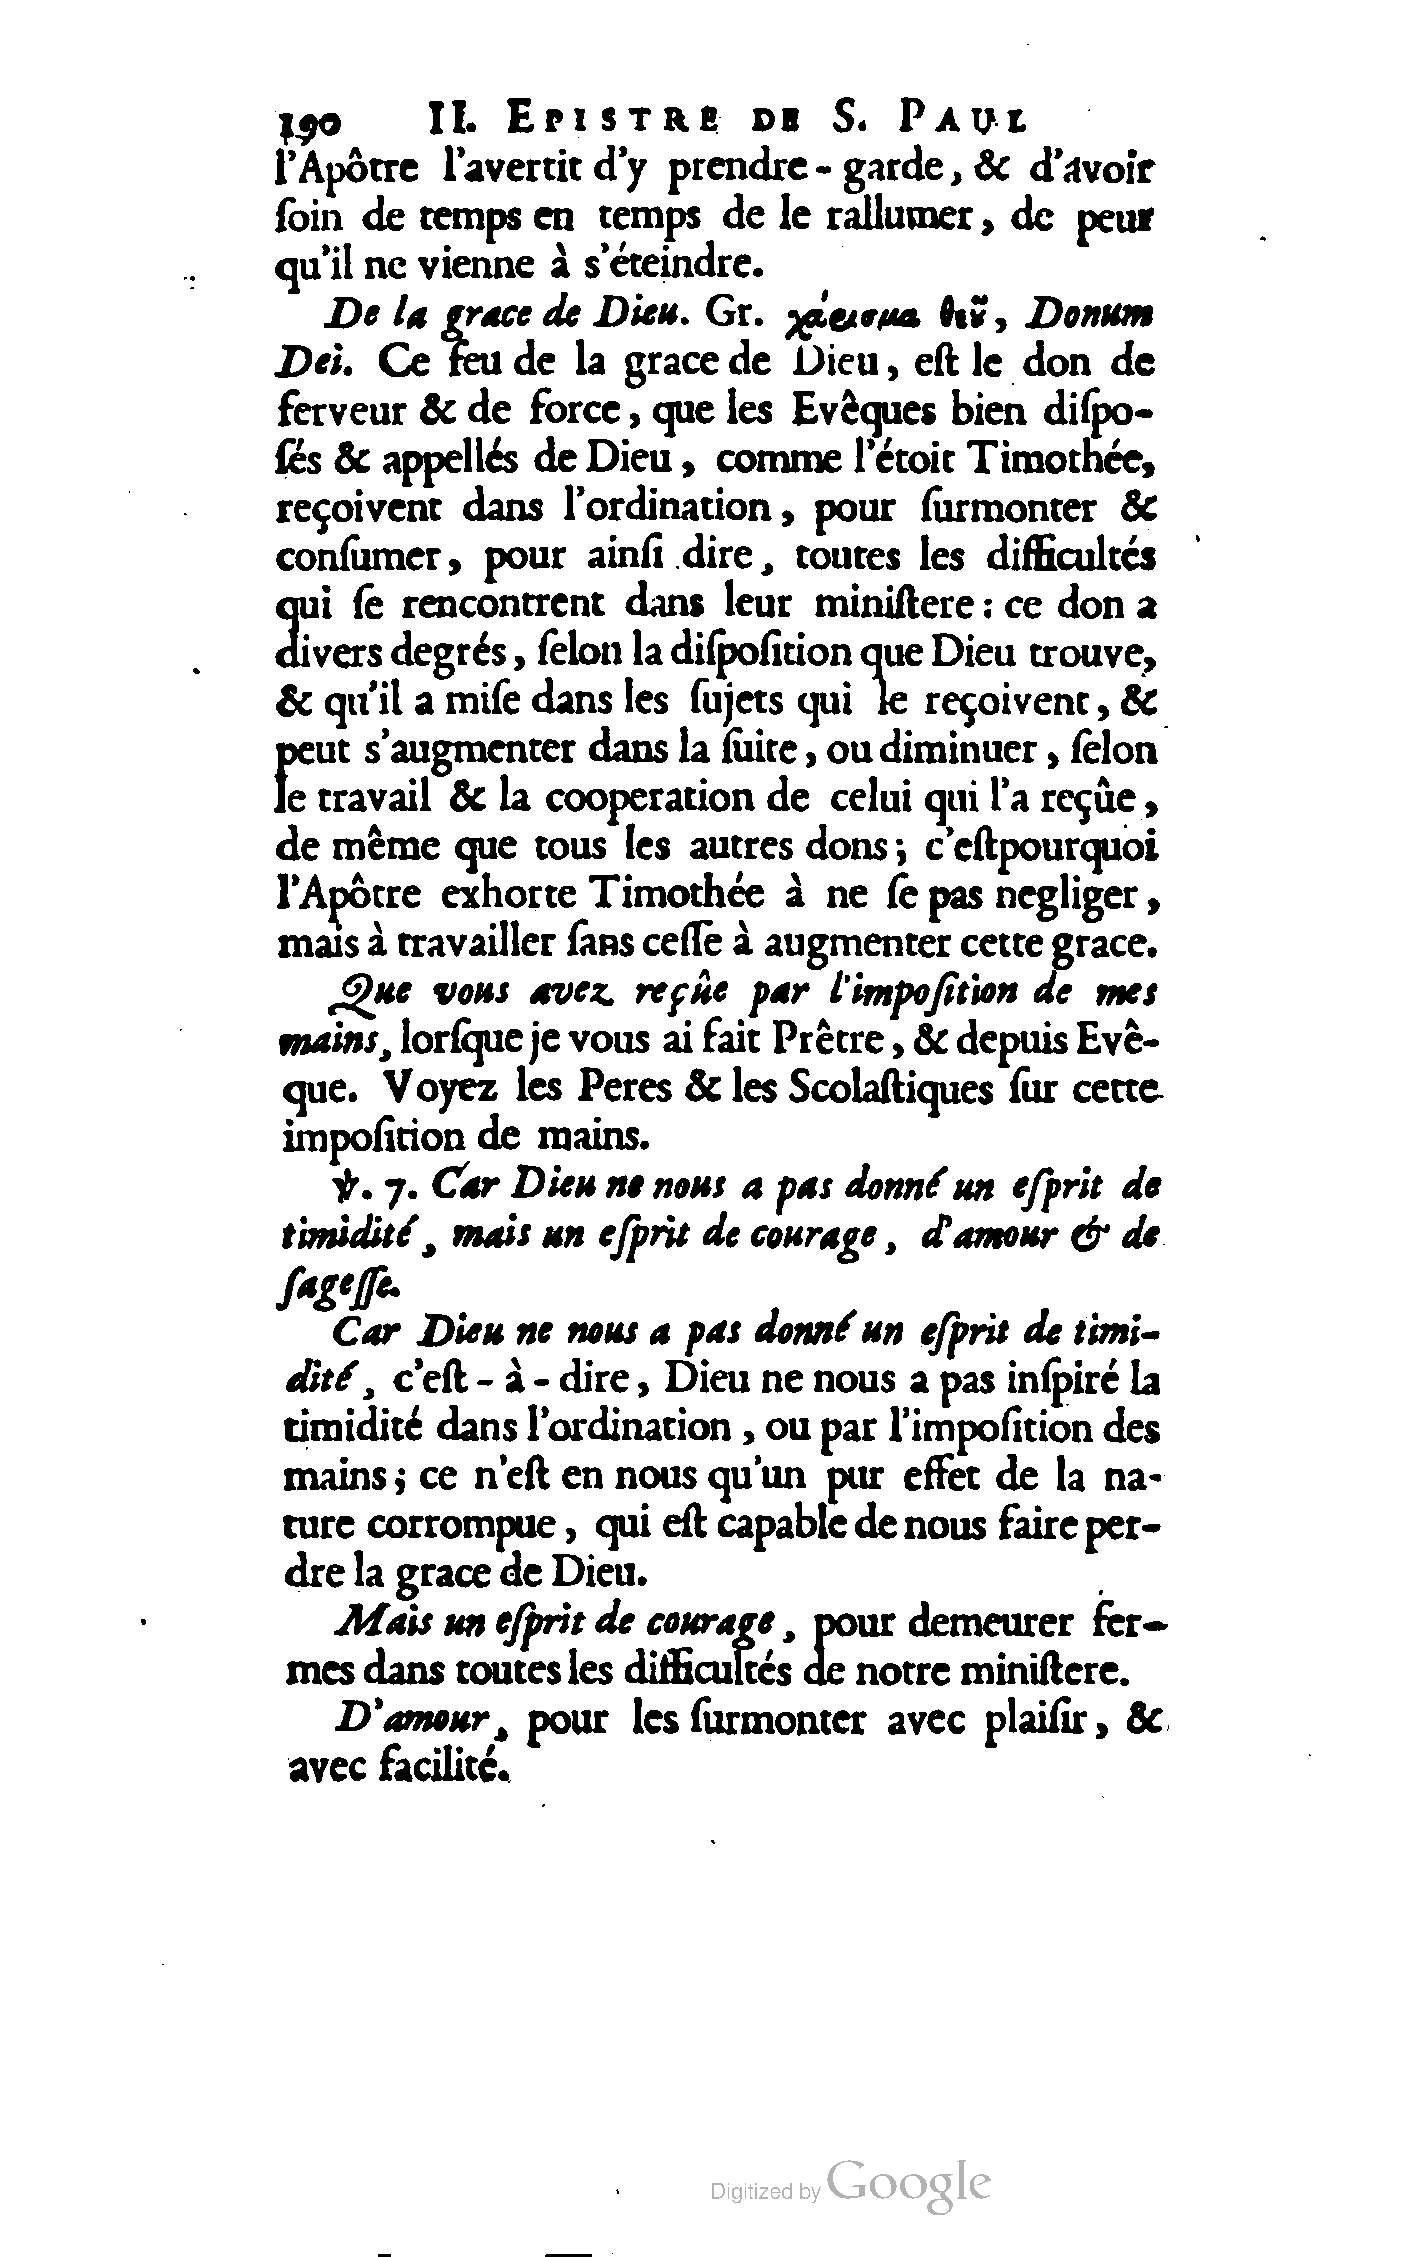 190 II. EPISTRE DE S. PAUL
l'Apôtre l'avertit d'y prendre - garde, & d'avoir
ſoin de temps en temps de le rallumer, de peur
qu'il ne vienne à s'éteindre.
De la grace de Dieu. Gr. χάρισμα θεοῦ, Donum
Dei. Ce feu de la grace de Dieu, eſt le don de
ferveur & de force, que les Evêques bien diſpo-
ſés & appellés de Dieu, comme l'étoit Timothée,
reçoivent dans l'ordination, pour ſurmonter &
conſumer, pour ainſi dire, toutes les difficultés
qui ſe rencontrent dans leur miniſtere : ce don a
divers degrés, ſelon la diſpoſition que Dieu trouve,
& qu'il a miſe dans les ſujets qui le reçoivent, &
peut s'augmenter dans la ſuite, ou diminuer, ſelon
le travail & la cooperation de celui qui l'a reçûe,
de même que tous les autres dons ; c'eſtpourquoi
l'Apôtre exhorte Timothée à ne ſe pas negliger,
mais à travailler ſans ceſſe à augmenter cette grace.
Que vous avez reçûe par l'impoſition de mes
mains, lorſque je vous ai fait Prêtre, & depuis Evê-
que. Voyez les Peres & les Scolaſtiques ſur cette
impoſition de mains.
℣. 7. Car Dieu ne nous a pas donné un eſprit de
timidité, mais un eſprit de courage, d'amour & de
ſageſſe.
Car Dieu ne nous a pas donné un eſprit de timi-
dité, c'eſt - à - dire, Dieu ne nous a pas inſpiré la
timidité dans l'ordination, ou par l'impoſition des
mains ; ce n'eſt en nous qu'un pur effet de la na-
ture corrompue, qui eſt capable de nous faire per-
dre la grace de Dieu.
Mais un eſprit de courage, pour demeurer fer-
mes dans toutes les difficultés de notre miniſtere.
D'amour, pour les ſurmonter avec plaiſir, &
avec facilité.
Digitized by Google